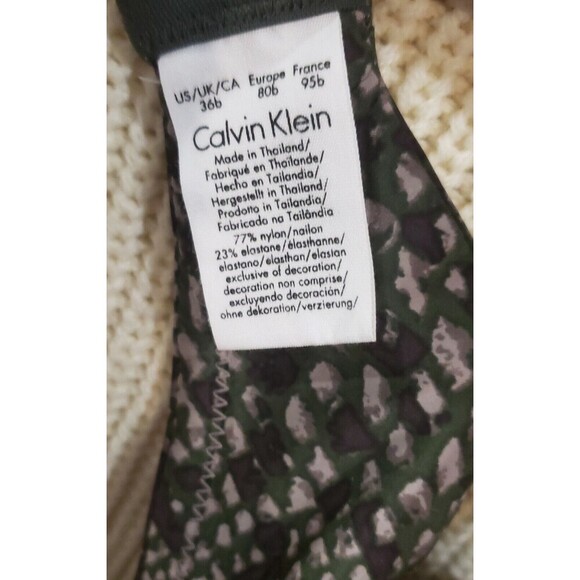 US/UK/CA Europe France
36b 80b 95b
Calvin Klein
Made in Thailand/
Fabriqué en Thaïlande/
Hecho en Tailandia/
Hergestellt in Thailand/
Prodotto in Tailandia/
Fabricado na Tailândia
77% nylon/nailon
23% elastane/élasthanne/
elastano/elasthan/elastan
exclusive of decoration/
decoration non comprise/
excluyendo decoración/
ohne dekoration/verzierung/